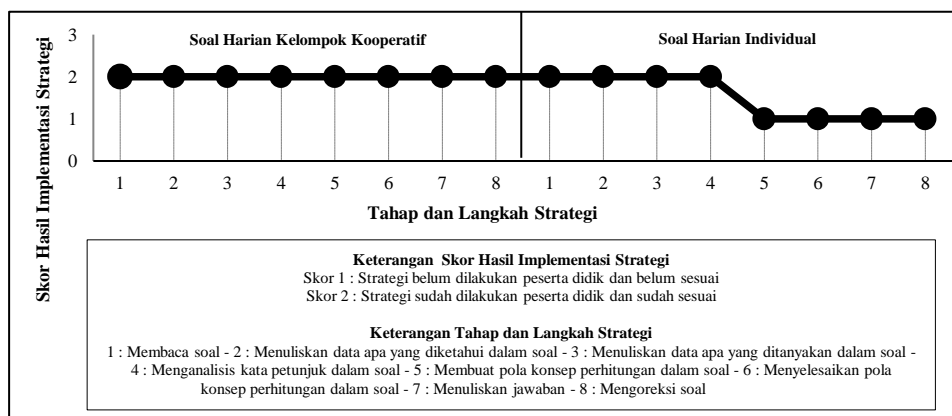 Skor Hasil Implementasi Strategi
3
2
1
0
Soal Harian Kelompok Kooperatif
Soal Harian Individual
1 2 3 4 5 6 7 8 1 2 3 4 5 6 7 8
Tahap dan Langkah Strategi
Keterangan Skor Hasil Implementasi Strategi
Skor 1 : Strategi belum dilakukan peserta didik dan belum sesuai
Skor 2 : Strategi sudah dilakukan peserta didik dan sudah sesuai
Keterangan Tahap dan Langkah Strategi
1 : Membaca soal - 2 : Menuliskan data apa yang diketahui dalam soal - 3 : Menuliskan data apa yang ditanyakan dalam soal -
4 : Menganalisis kata petunjuk dalam soal - 5 : Membuat pola konsep perhitungan dalam soal - 6 : Menyelesaikan pola
konsep perhitungan dalam soal - 7 : Menuliskan jawaban - 8 : Mengoreksi soal